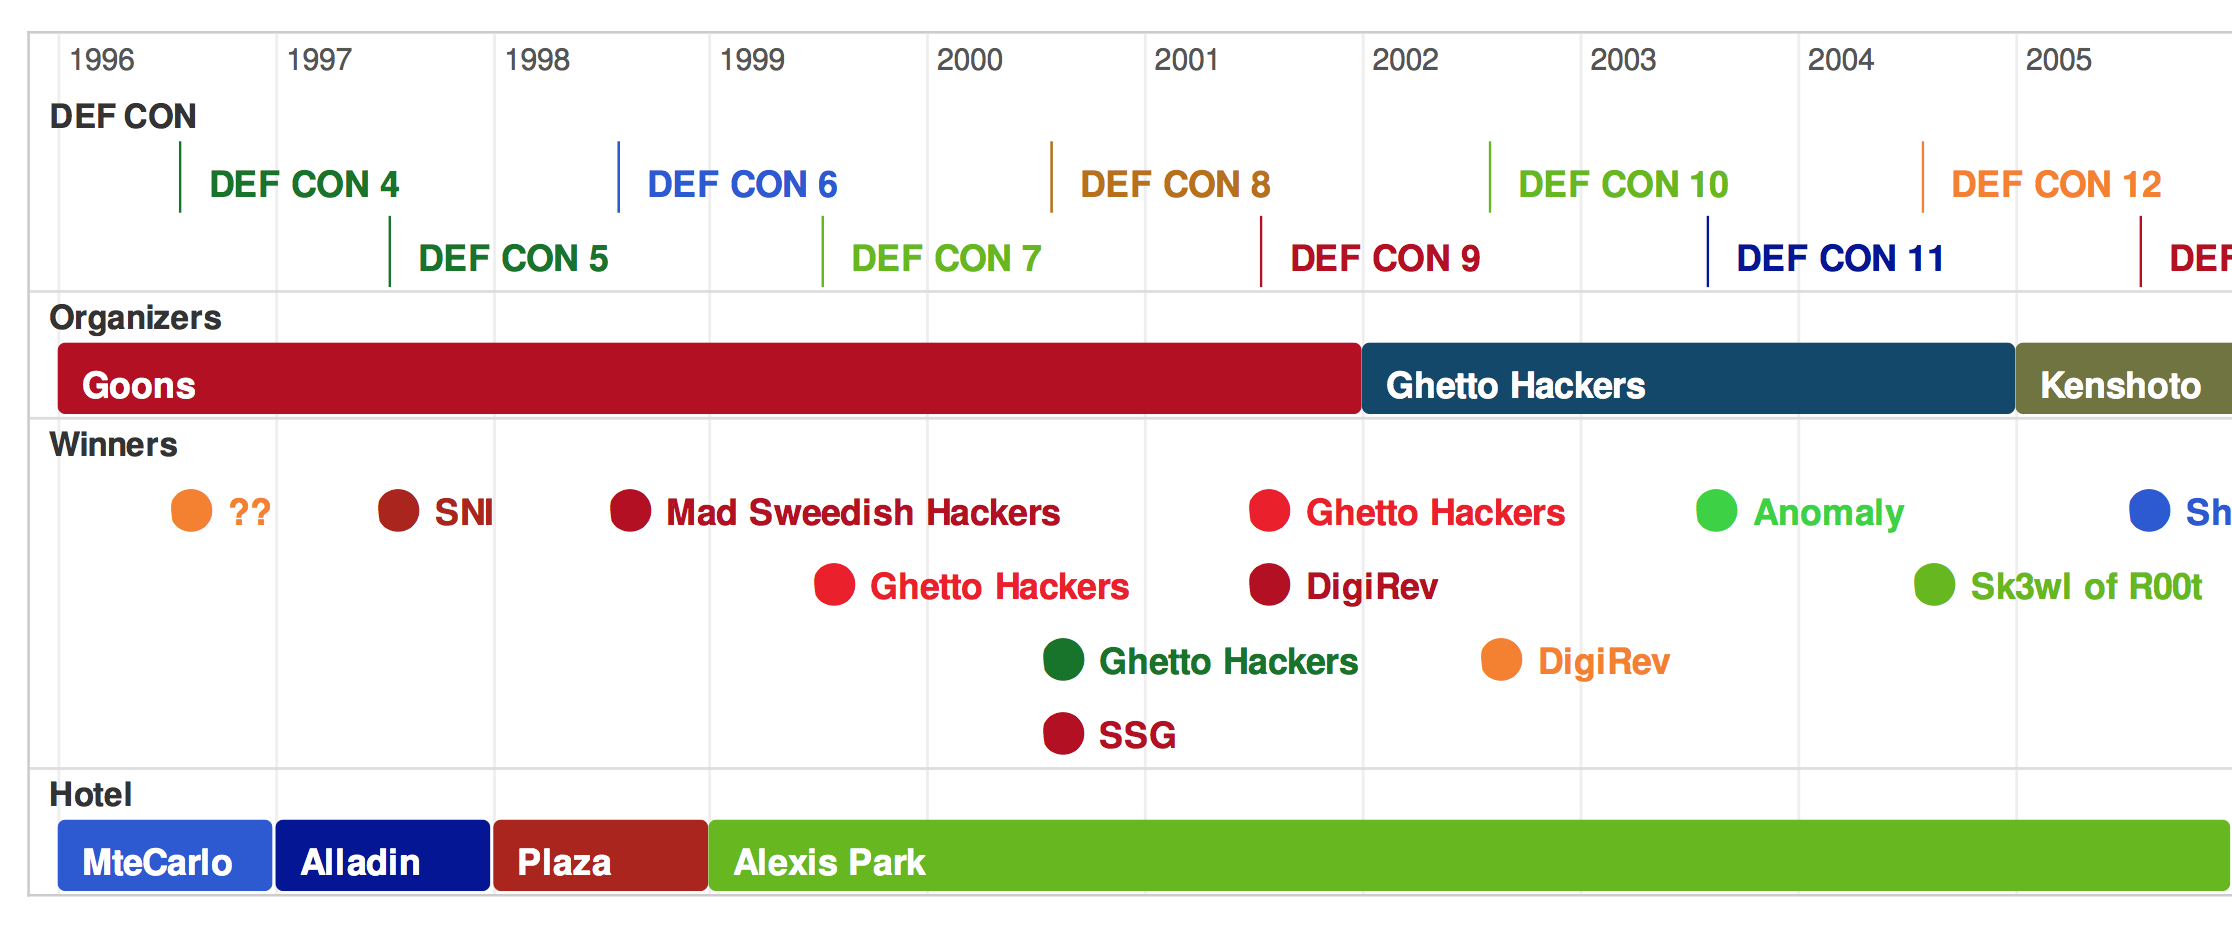 1996 1997 1998 1999 2000 2001 2002 2003 2004 2005
DEF CON
DEF CON 4 DEF CON 6 DEF CON 8 DEF CON 10 DEF CON 12
DEF CON 5 DEF CON 7 DEF CON 9 DEF CON 11 DEF
Organizers
Goons Ghetto Hackers Kenshoto
Winners
?? SNI Mad Sweedish Hackers Ghetto Hackers Anomaly Sh
Ghetto Hackers DigiRev Sk3wl of R00t
Ghetto Hackers DigiRev
SSG
Hotel
MteCarlo Alladin Plaza Alexis Park